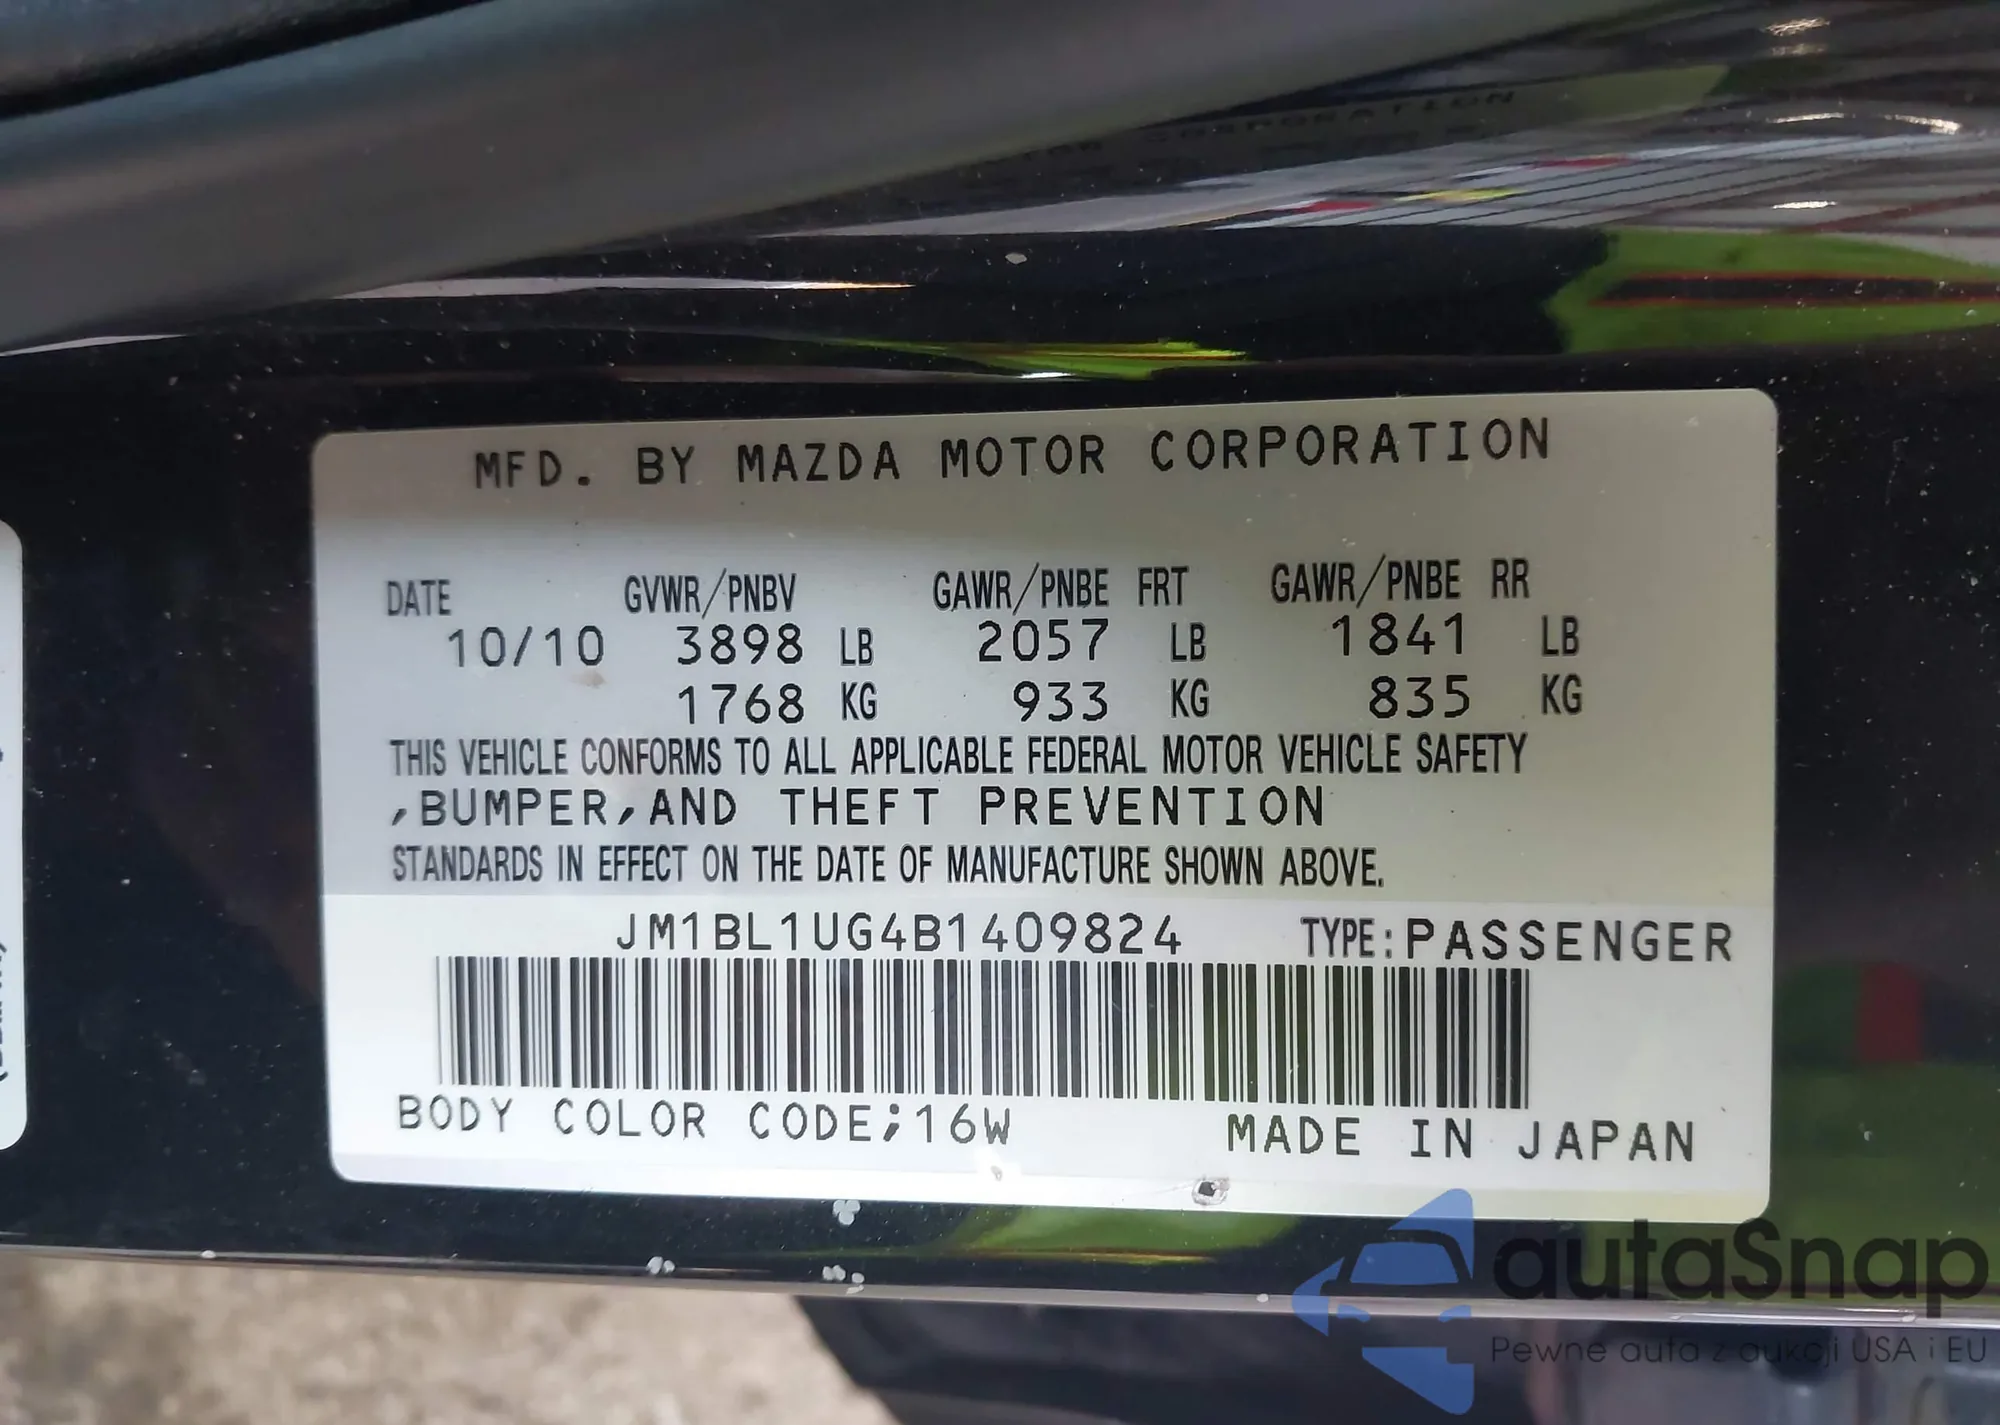 MFD. BY MAZDA MOTOR CORPORATION
DATE GVWR/PNBV GAWR/PNBE FRT GAWR/PNBE RR
10/10 3898 LB 2057 LB 1841 LB
1768 KG 933 KG 835 KG
THIS VEHICLE CONFORMS TO ALL APPLICABLE FEDERAL MOTOR VEHICLE SAFETY
,BUMPER,AND THEFT PREVENTION
STANDARDS IN EFFECT ON THE DATE OF MANUFACTURE SHOWN ABOVE.
JM1BL1UG4B1409824 TYPE:PASSENGER
BODY COLOR CODE;16W MADE IN JAPAN
autaSnap
Pewne auta z aukcji USA i EU